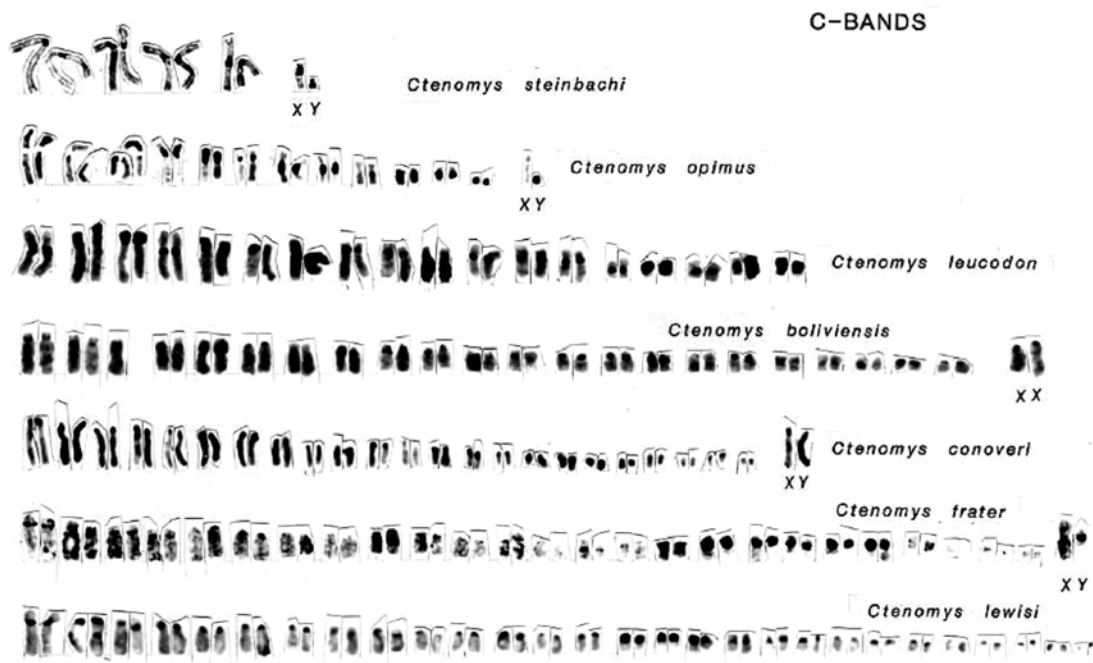 C-BANDS
Ctenomys steinbachi
X Y
Ctenomys opimus
X Y
Ctenomys leucodon
Ctenomys boliviensis
X X
Ctenomys conoveri
X Y
Ctenomys frater
X Y
Ctenomys lewisi